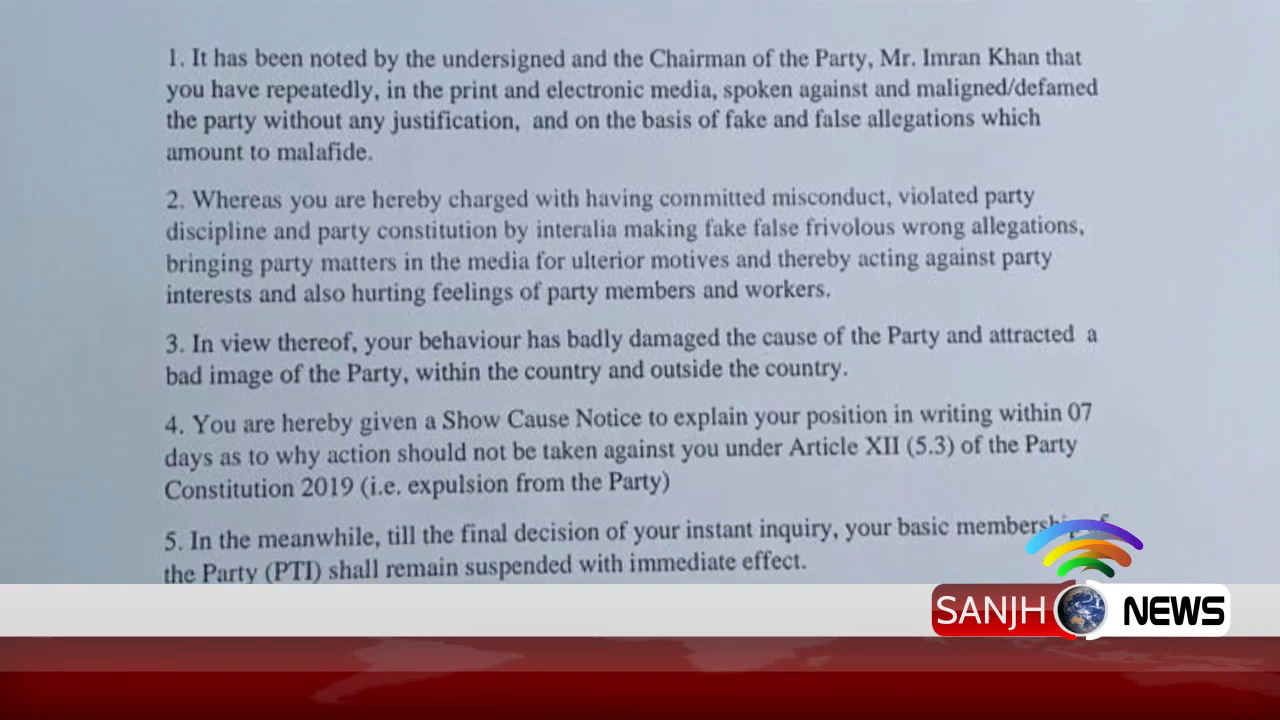 1. It has been noted by the undersigned and the Chairman of the Party, Mr. Imran Khan that
you have repeatedly, in the print and electronic media, spoken against and maligned/defamed
the party without any justification, and on the basis of fake and false allegations which
amount to malafide.
2. Whereas you are hereby charged with having committed misconduct, violated party
discipline and party constitution by interalia making fake false frivolous wrong allegations,
bringing party matters in the media for ulterior motives and thereby acting against party
interests and also hurting feelings of party members and workers.
3. In view thereof, your behaviour has badly damaged the cause of the Party and attracted a
bad image of the Party, within the country and outside the country.
4. You are hereby given a Show Cause Notice to explain your position in writing within 07
days as to why action should not be taken against you under Article XII (5.3) of the Party
Constitution 2019 (i.e. expulsion from the Party)
5. In the meanwhile, till the final decision of your instant inquiry, your basic membership of
the Party (PTI) shall remain suspended with immediate effect.
SANJH NEWS